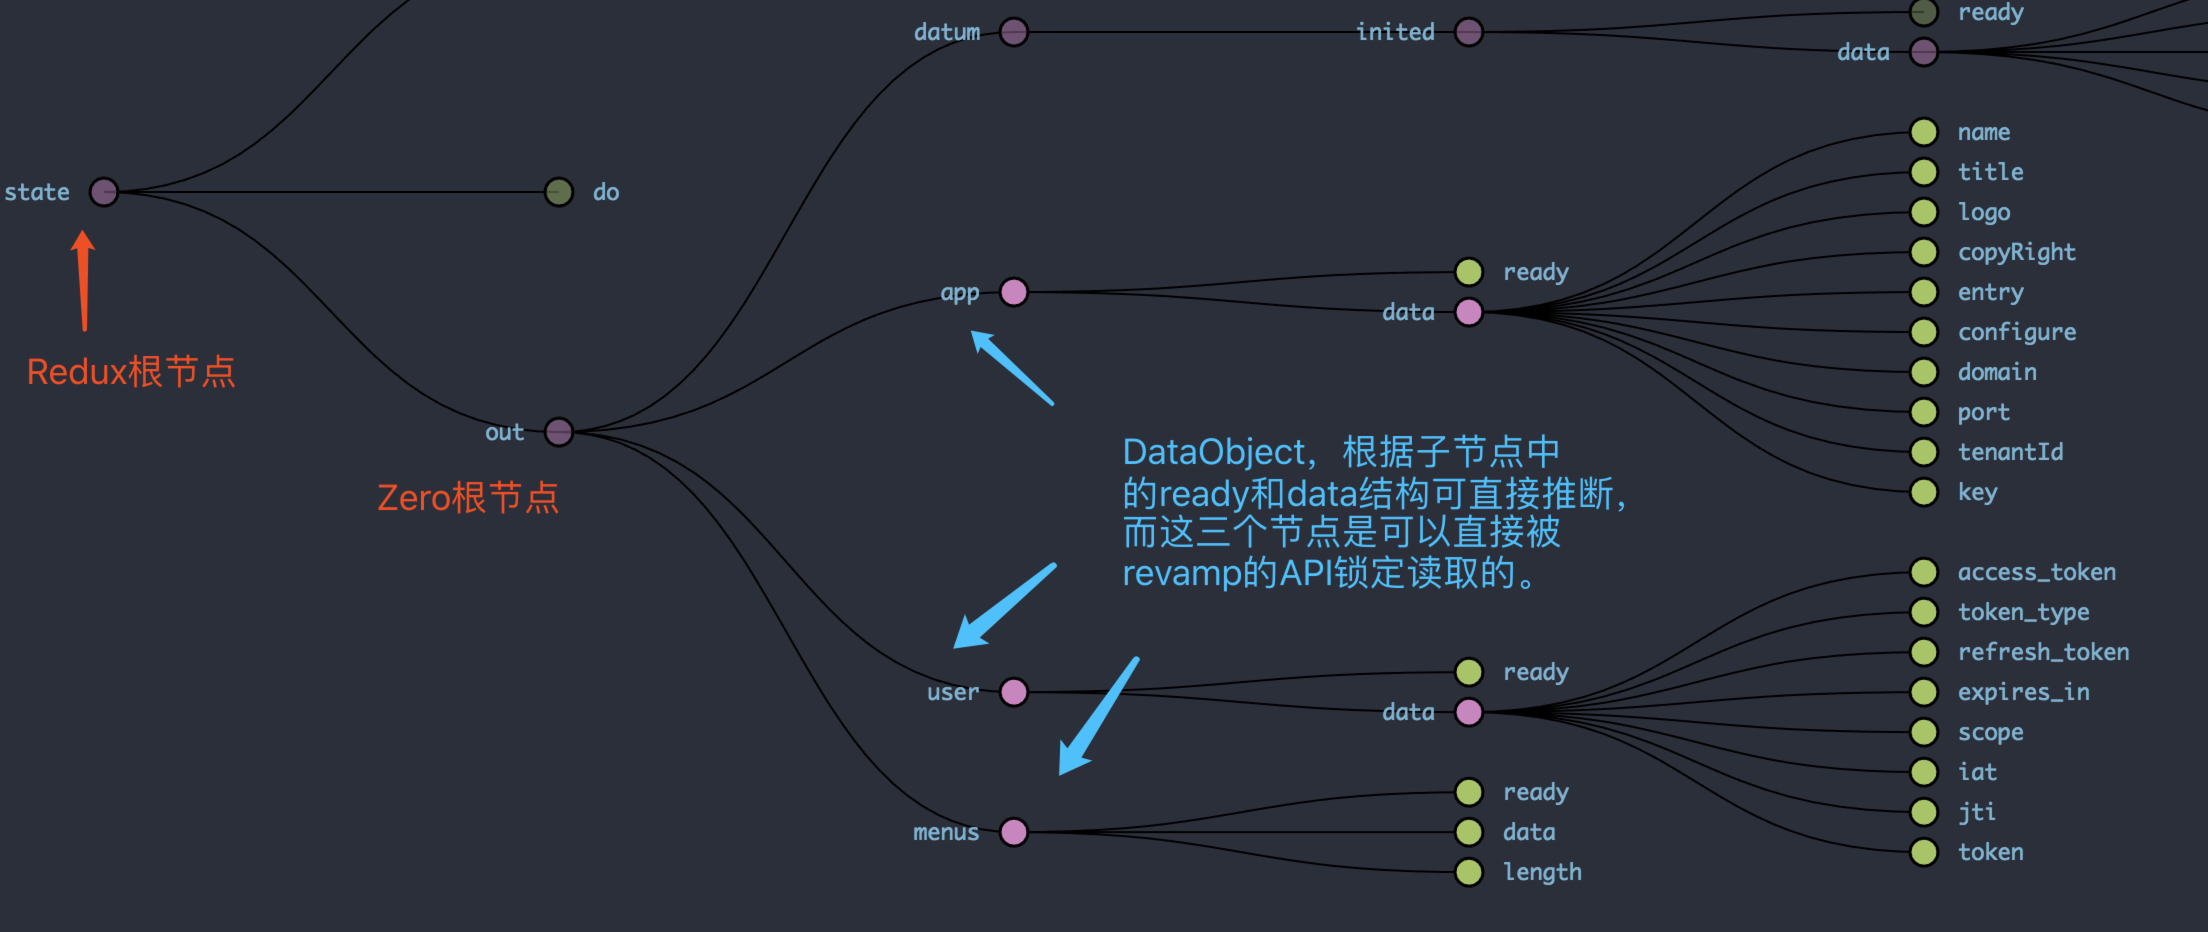 datum
inited
ready
data
state
do
Redux根节点
out
Zero根节点
app
ready
data
name
title
logo
copyRight
entry
configure
domain
port
tenantId
key
DataObject，根据子节点中
的ready和data结构可直接推断，
而这三个节点是可以直接被
revamp的API锁定读取的。
user
ready
data
access_token
token_type
refresh_token
expires_in
scope
iat
jti
token
menus
ready
data
length